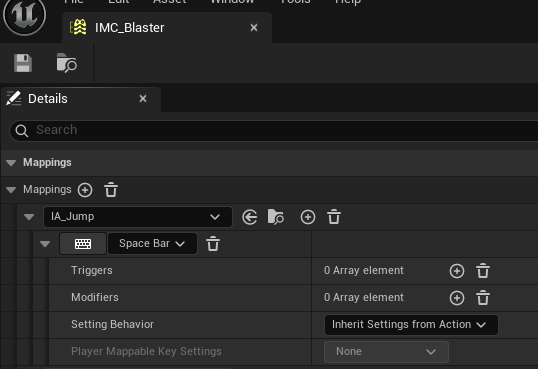 File Edit Asset Window Tools Help
IMC_Blaster
Details
Search
Mappings
Mappings
IA_Jump
Space Bar
Triggers 0 Array element
Modifiers 0 Array element
Setting Behavior Inherit Settings from Action
Player Mappable Key Settings None